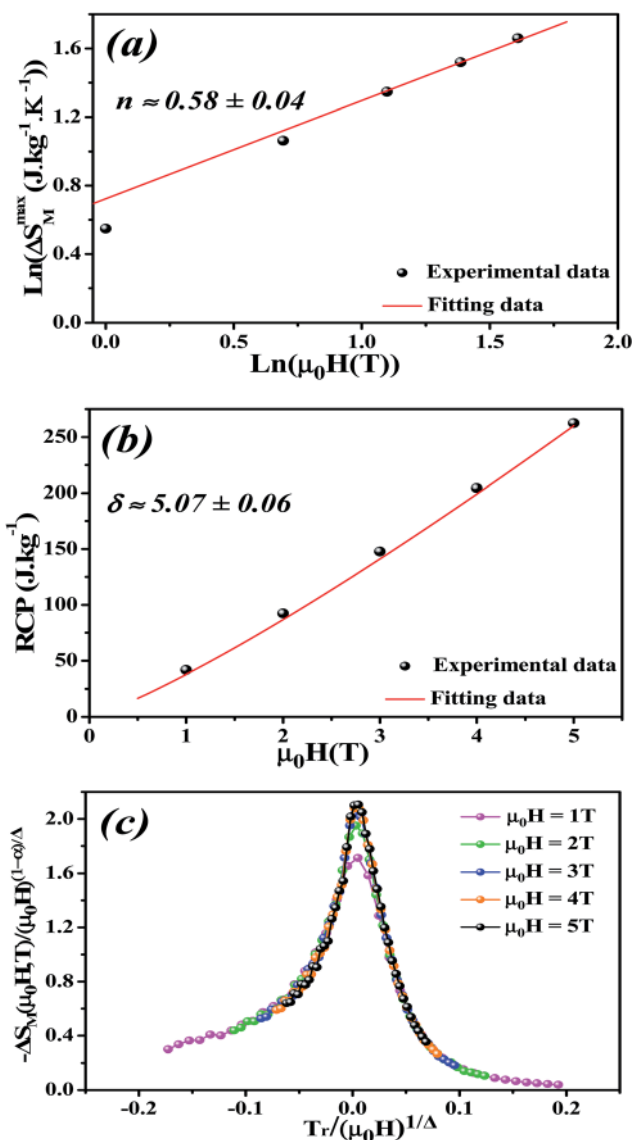 (a)
n ≈ 0.58 ± 0.04
Ln(ΔS_M^max (J.kg⁻¹.K⁻¹))
1.6
1.2
0.8
0.4
0.0
Experimental data
Fitting data
0.0 0.5 1.0 1.5 2.0
Ln(μ₀H(T))
(b)
δ ≈ 5.07 ± 0.06
RCP (J.kg⁻¹)
250
200
150
100
50
0
Experimental data
Fitting data
0 1 2 3 4 5
μ₀H(T)
(c)
-ΔS_M(μ₀H,T)/(μ₀H)^(1-α)/Δ
2.0
1.6
1.2
0.8
0.4
0.0
μ₀H = 1T
μ₀H = 2T
μ₀H = 3T
μ₀H = 4T
μ₀H = 5T
-0.2 -0.1 0.0 0.1 0.2
T_r/(μ₀H)^1/Δ